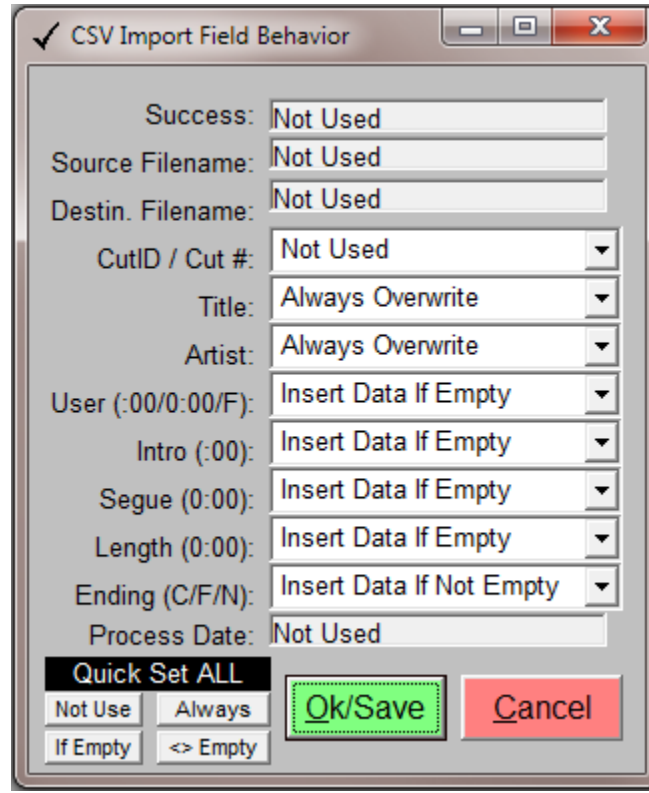 CSV Import Field Behavior
Success: Not Used
Source Filename: Not Used
Destin. Filename: Not Used
CutID / Cut #: Not Used
Title: Always Overwrite
Artist: Always Overwrite
User (:00/0:00/F): Insert Data If Empty
Intro (:00): Insert Data If Empty
Segue (0:00): Insert Data If Empty
Length (0:00): Insert Data If Empty
Ending (C/F/N): Insert Data If Not Empty
Process Date: Not Used
Quick Set ALL
Not Use Always Ok/Save Cancel
If Empty <> Empty